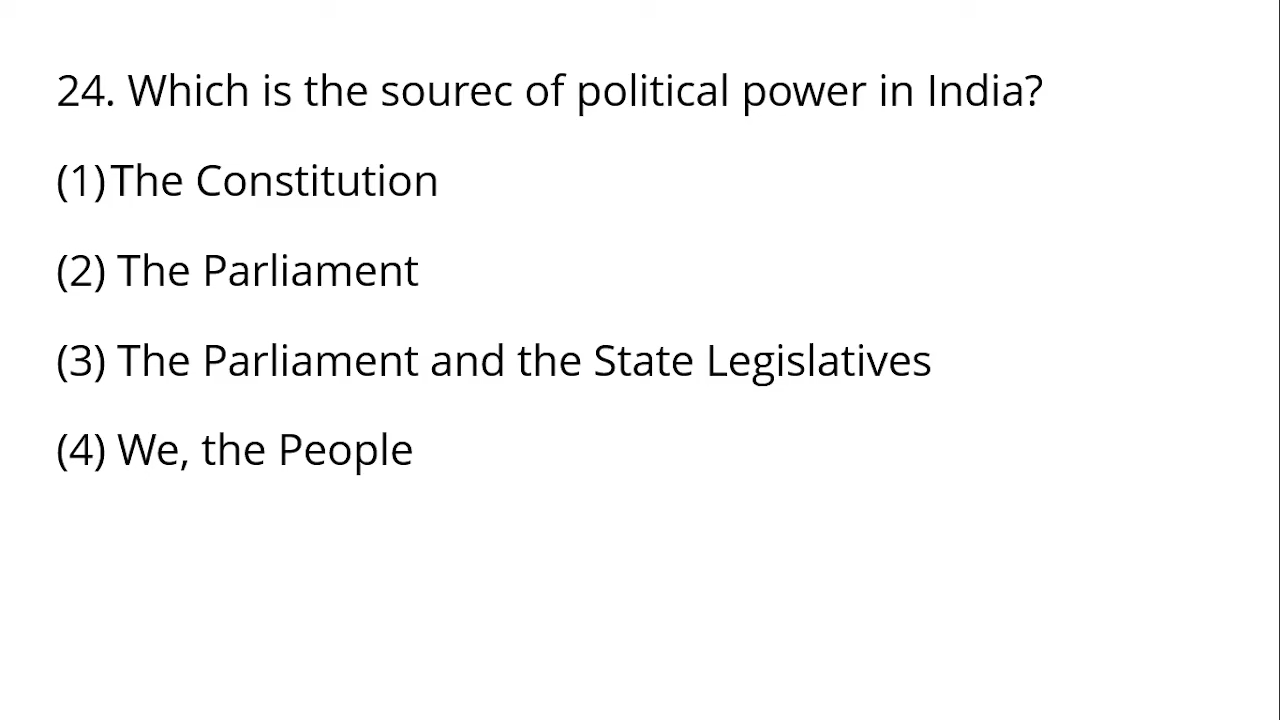 24. Which is the sourec of political power in India?
(1) The Constitution
(2) The Parliament
(3) The Parliament and the State Legislatives
(4) We, the People